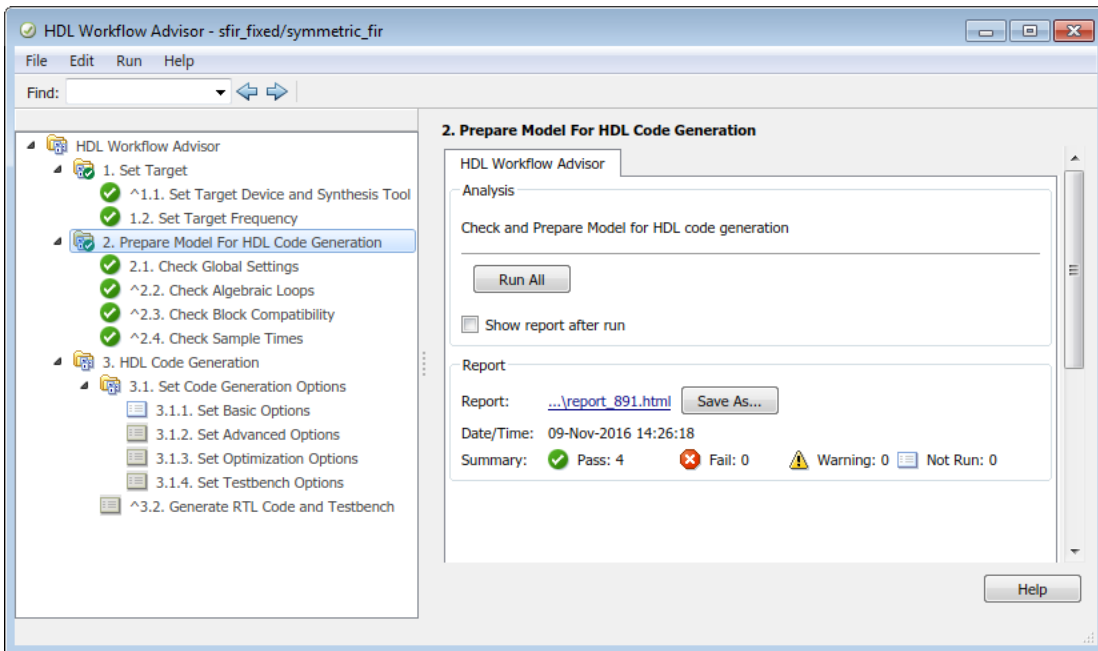 HDL Workflow Advisor - sfir_fixed/symmetric_fir
File Edit Run Help
Find:
HDL Workflow Advisor
1. Set Target
^1.1. Set Target Device and Synthesis Tool
1.2. Set Target Frequency
2. Prepare Model For HDL Code Generation
2.1. Check Global Settings
^2.2. Check Algebraic Loops
^2.3. Check Block Compatibility
^2.4. Check Sample Times
3. HDL Code Generation
3.1. Set Code Generation Options
3.1.1. Set Basic Options
3.1.2. Set Advanced Options
3.1.3. Set Optimization Options
3.1.4. Set Testbench Options
^3.2. Generate RTL Code and Testbench
2. Prepare Model For HDL Code Generation
HDL Workflow Advisor
Analysis
Check and Prepare Model for HDL code generation
Run All
Show report after run
Report
Report: ...\report_891.html Save As...
Date/Time: 09-Nov-2016 14:26:18
Summary: Pass: 4 Fail: 0 Warning: 0 Not Run: 0
Help